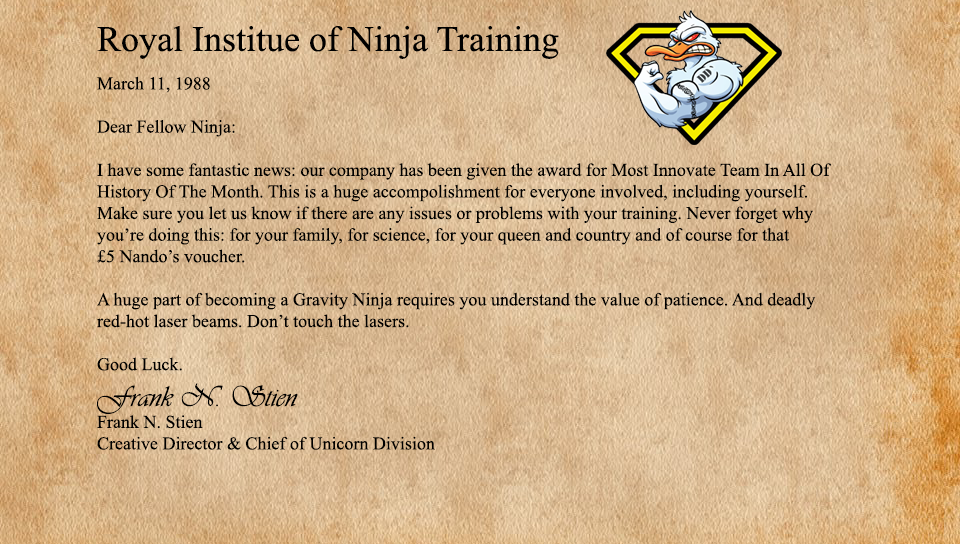 Royal Institue of Ninja Training
March 11, 1988
Dear Fellow Ninja:
I have some fantastic news: our company has been given the award for Most Innovate Team In All Of
History Of The Month. This is a huge accompolishment for everyone involved, including yourself.
Make sure you let us know if there are any issues or problems with your training. Never forget why
you’re doing this: for your family, for science, for your queen and country and of course for that
£5 Nando’s voucher.
A huge part of becoming a Gravity Ninja requires you understand the value of patience. And deadly
red-hot laser beams. Don’t touch the lasers.
Good Luck.
Frank N. Stien
Frank N. Stien
Creative Director & Chief of Unicorn Division
DD